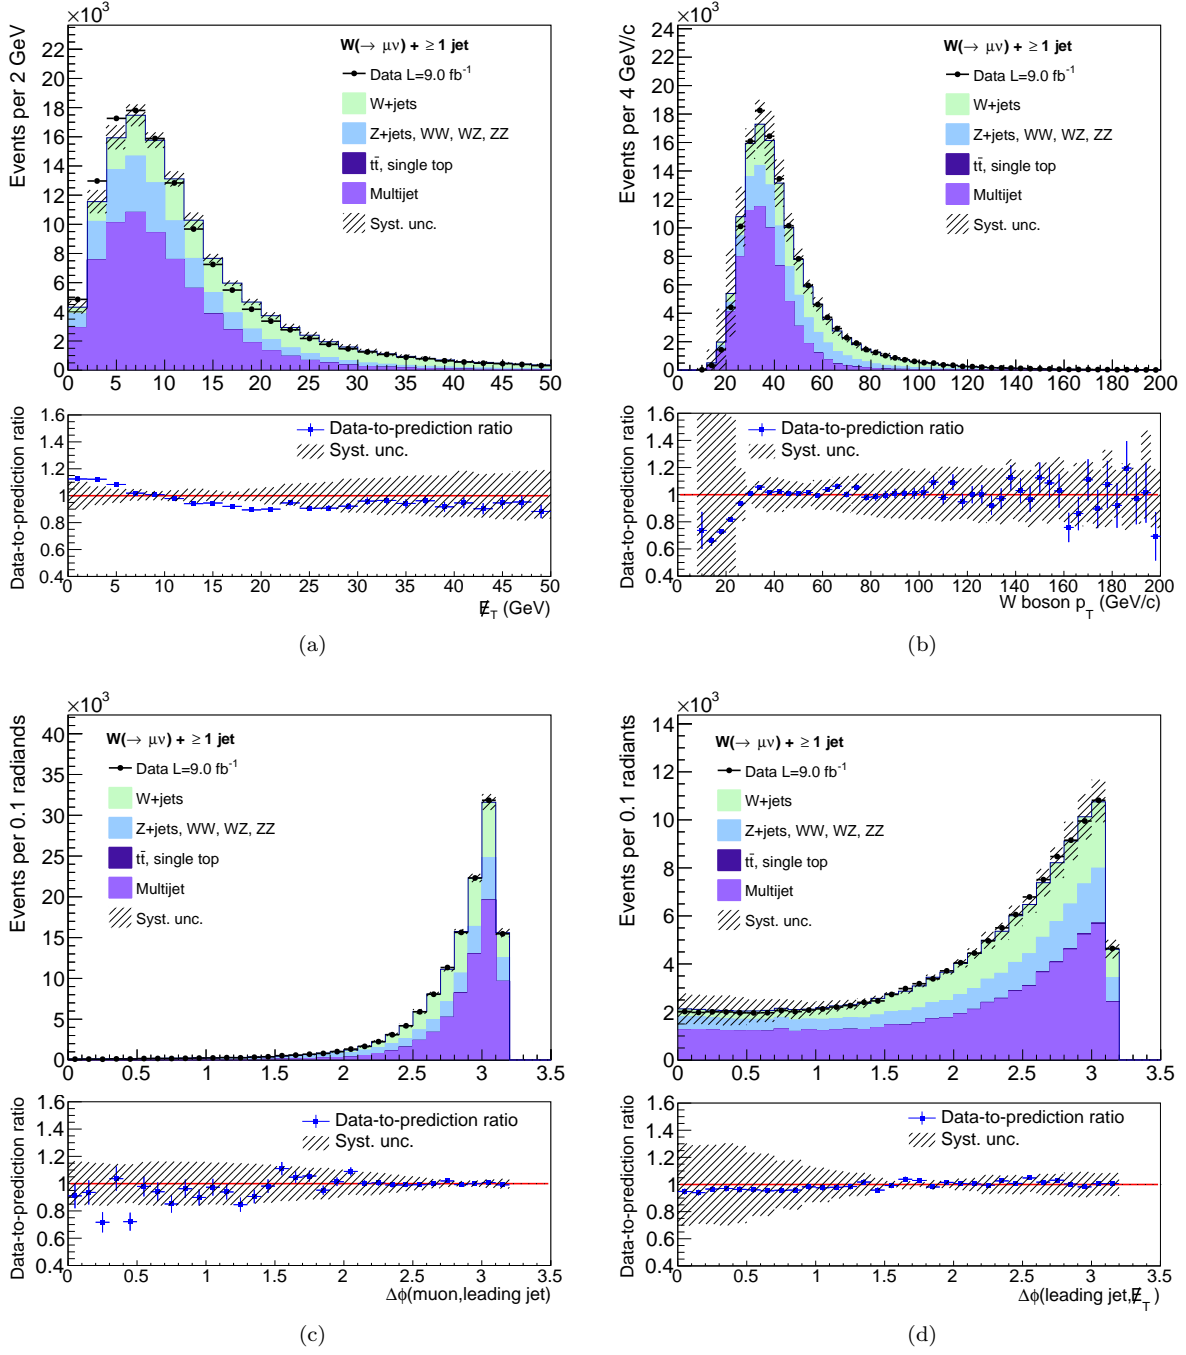 ×10³
Events per 2 GeV
22
20
18
16
14
12
10
8
6
4
2
0
W(→ μν) + ≥ 1 jet
Data L=9.0 fb⁻¹
W+jets
Z+jets, WW, WZ, ZZ
tt̄, single top
Multijet
Syst. unc.
0 5 10 15 20 25 30 35 40 45 50
Data-to-prediction ratio
1.6
1.4
1.2
1
0.8
0.6
0.4
Data-to-prediction ratio
Syst. unc.
0 5 10 15 20 25 30 35 40 45 50
E̸_T (GeV)
(a)
×10³
Events per 4 GeV/c
24
22
20
18
16
14
12
10
8
6
4
2
0
W(→ μν) + ≥ 1 jet
Data L=9.0 fb⁻¹
W+jets
Z+jets, WW, WZ, ZZ
tt̄, single top
Multijet
Syst. unc.
0 20 40 60 80 100 120 140 160 180 200
Data-to-prediction ratio
1.6
1.4
1.2
1
0.8
0.6
0.4
Data-to-prediction ratio
Syst. unc.
0 20 40 60 80 100 120 140 160 180 200
W boson p_T (GeV/c)
(b)
×10³
Events per 0.1 radiands
40
35
30
25
20
15
10
5
0
W(→ μν) + ≥ 1 jet
Data L=9.0 fb⁻¹
W+jets
Z+jets, WW, WZ, ZZ
tt̄, single top
Multijet
Syst. unc.
0 0.5 1 1.5 2 2.5 3 3.5
Data-to-prediction ratio
1.6
1.4
1.2
1
0.8
0.6
0.4
Data-to-prediction ratio
Syst. unc.
0 0.5 1 1.5 2 2.5 3 3.5
Δϕ(muon,leading jet)
(c)
×10³
Events per 0.1 radiants
14
12
10
8
6
4
2
0
W(→ μν) + ≥ 1 jet
Data L=9.0 fb⁻¹
W+jets
Z+jets, WW, WZ, ZZ
tt̄, single top
Multijet
Syst. unc.
0 0.5 1 1.5 2 2.5 3 3.5
Data-to-prediction ratio
1.6
1.4
1.2
1
0.8
0.6
0.4
Data-to-prediction ratio
Syst. unc.
0 0.5 1 1.5 2 2.5 3 3.5
Δϕ(leading jet,E̸_T)
(d)